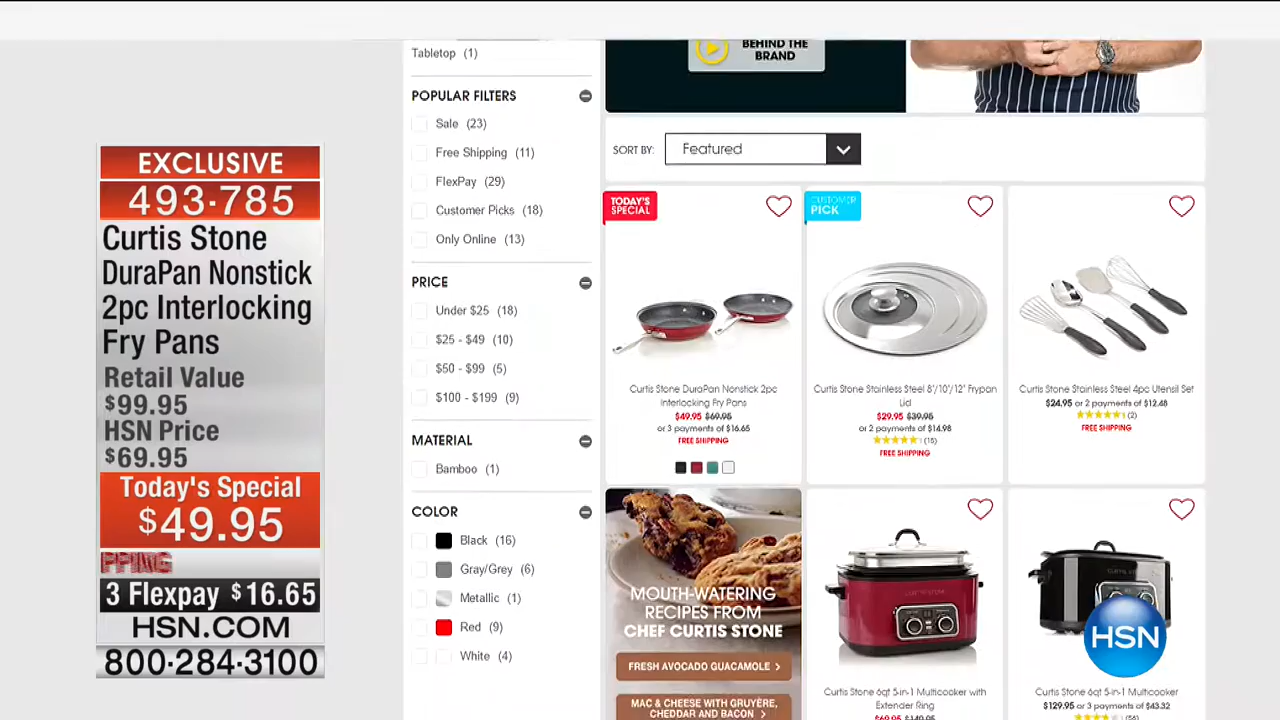 EXCLUSIVE
493·785
Curtis Stone
DuraPan Nonstick
2pc Interlocking
Fry Pans
Retail Value
$99.95
HSN Price
$69.95
Today's Special
$49.95
PPING
3 Flexpay $16.65
HSN.COM
800·284·3100
Tabletop (1)
POPULAR FILTERS
Sale (23)
Free Shipping (11)
FlexPay (29)
Customer Picks (18)
Only Online (13)
PRICE
Under $25 (18)
$25 - $49 (10)
$50 - $99 (5)
$100 - $199 (9)
MATERIAL
Bamboo (1)
COLOR
Black (16)
Gray/Grey (6)
Metallic (1)
Red (9)
White (4)
BEHIND THE
BRAND
SORT BY: Featured
TODAY'S
SPECIAL
Curtis Stone DuraPan Nonstick 2pc
Interlocking Fry Pans
$49.95 $69.95
or 3 payments of $16.65
FREE SHIPPING
CUSTOMER
PICK
Curtis Stone Stainless Steel 8"/10"/12" Frypan
Lid
$29.95 $39.95
or 2 payments of $14.98
(15)
FREE SHIPPING
Curtis Stone Stainless Steel 4pc Utensil Set
$24.95 or 2 payments of $12.48
(2)
FREE SHIPPING
MOUTH-WATERING
RECIPES FROM
CHEF CURTIS STONE
FRESH AVOCADO GUACAMOLE >
MAC & CHEESE WITH GRUYÈRE,
CHEDDAR AND BACON >
Curtis Stone 6qt 5-in-1 Multicooker with
Extender Ring
$69.95 $149.95
HSN
Curtis Stone 6qt 5-in-1 Multicooker
$129.95 or 3 payments of $43.32
(56)